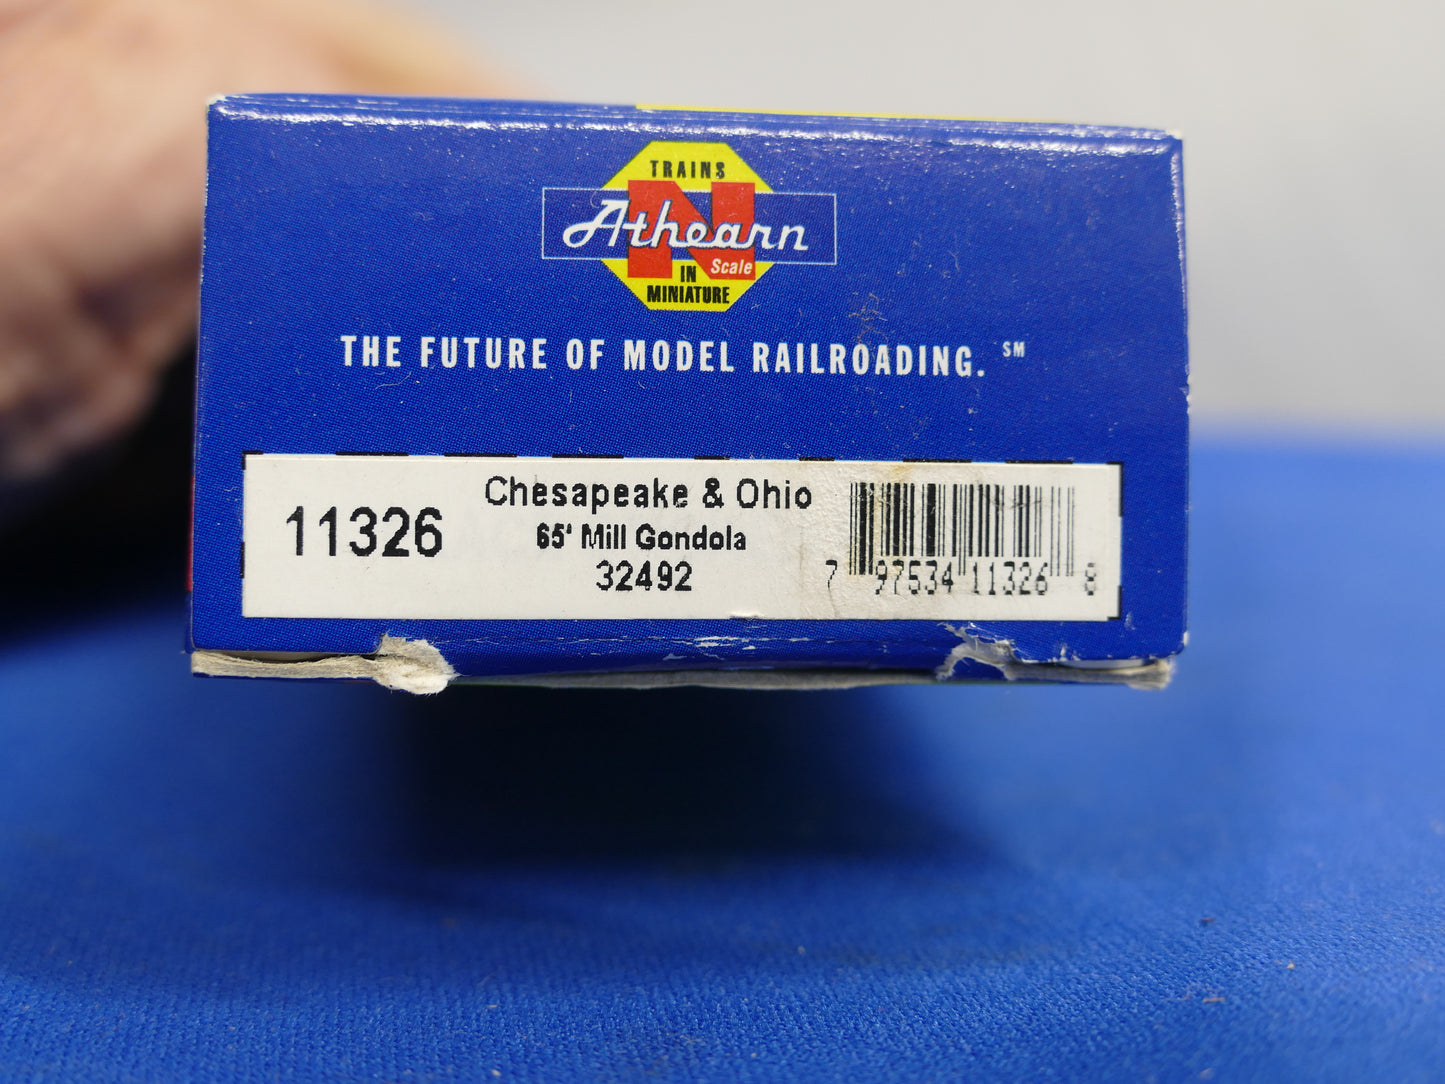 TRAINS
Athearn
N
Scale
IN
MINIATURE
THE FUTURE OF MODEL RAILROADING. SM
11326
Chesapeake & Ohio
65' Mill Gondola
32492
7 97534 11326 8